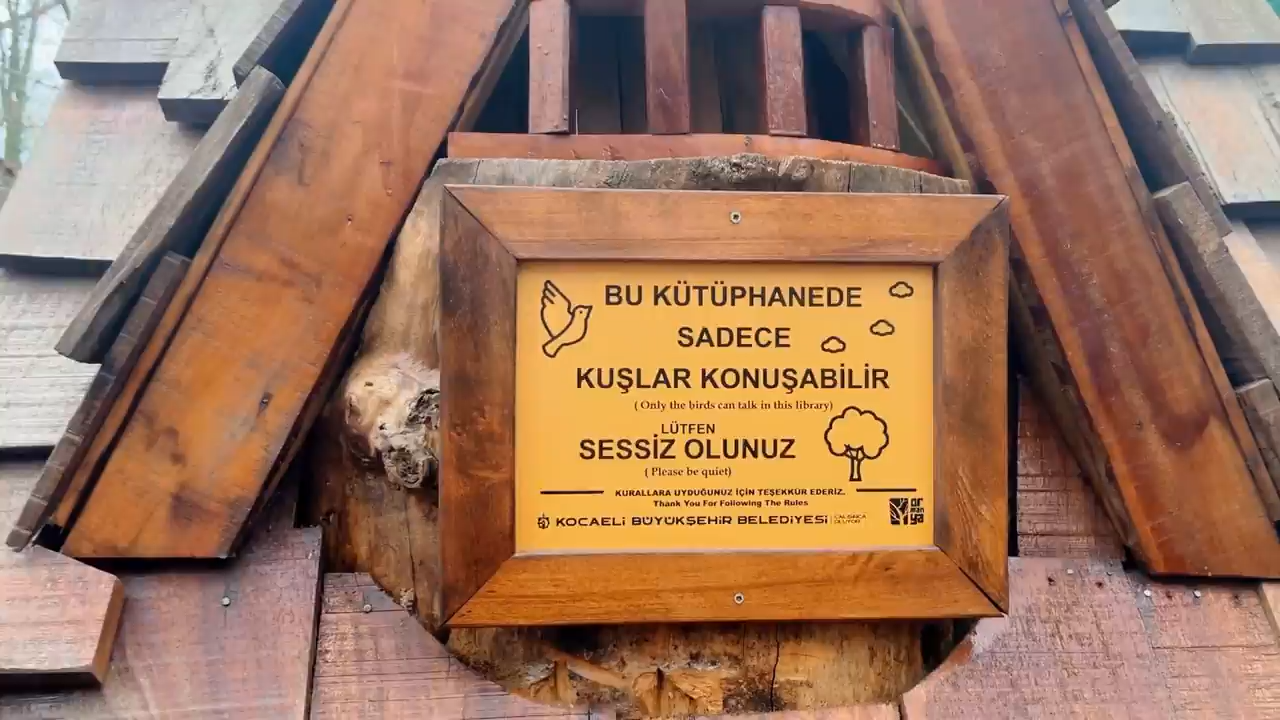 BU KÜTÜPHANEDE
SADECE
KUŞLAR KONUŞABİLİR
( Only the birds can talk in this library)
LÜTFEN
SESSİZ OLUNUZ
( Please be quiet)
KURALLARA UYDUĞUNUZ İÇİN TEŞEKKÜR EDERİZ.
Thank You For Following The Rules
KOCAELİ BÜYÜKŞEHİR BELEDİYESİ
ÇALIŞINCA
OLUYOR
or
man
ya